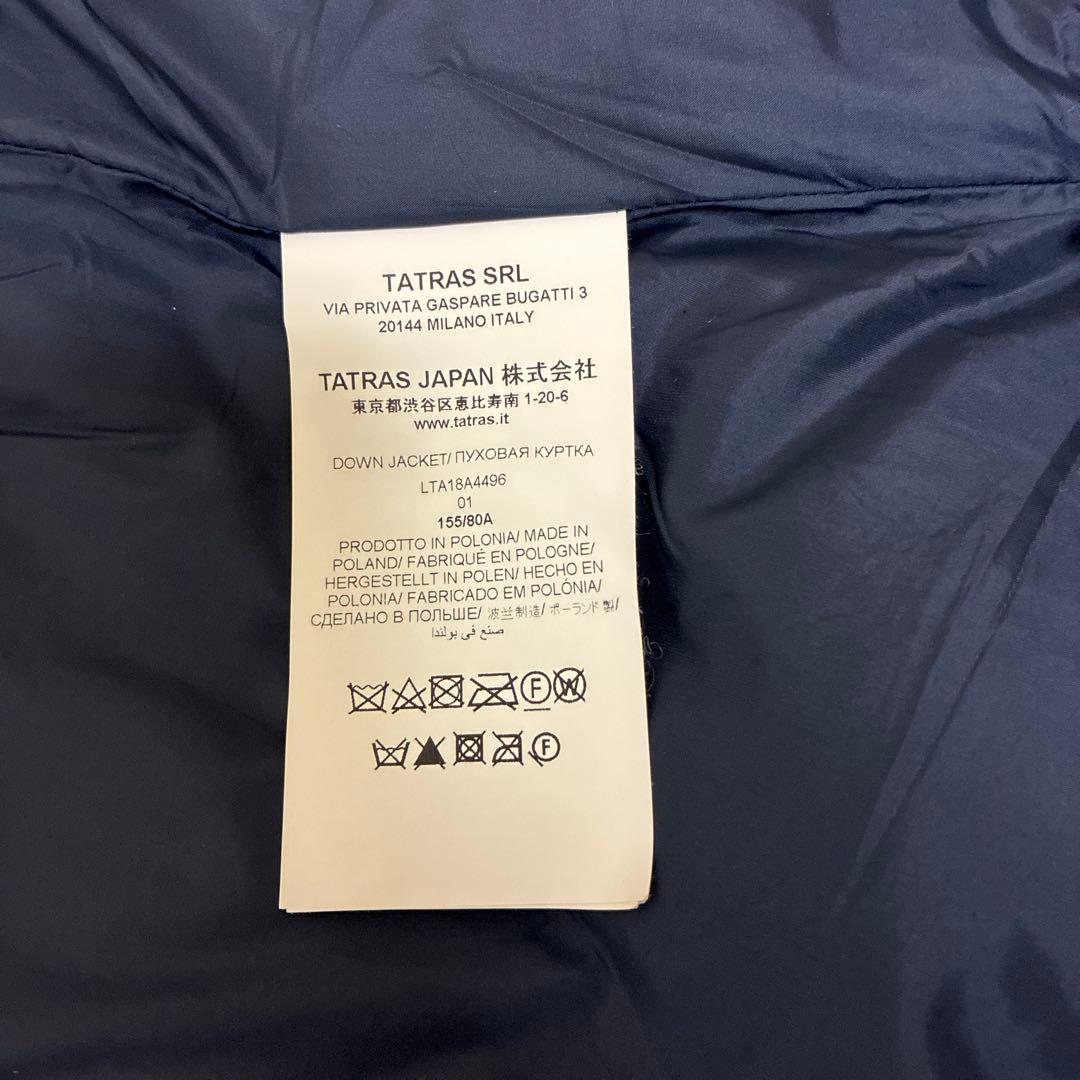 TATRAS SRL
VIA PRIVATA GASPARE BUGATTI 3
20144 MILANO ITALY
TATRAS JAPAN 株式会社
東京都渋谷区恵比寿南 1-20-6
www.tatras.it
DOWN JACKET/ ПУХОВАЯ КУРТКА
LTA18A4496
01
155/80A
PRODOTTO IN POLONIA/ MADE IN
POLAND/ FABRIQUÉ EN POLOGNE/
HERGESTELLT IN POLEN/ HECHO EN
POLONIA/ FABRICADO EM POLÓNIA/
СДЕЛАНО В ПОЛЬШЕ/ 波兰制造/ ポーランド製/
صنع في بولندا
F W
F